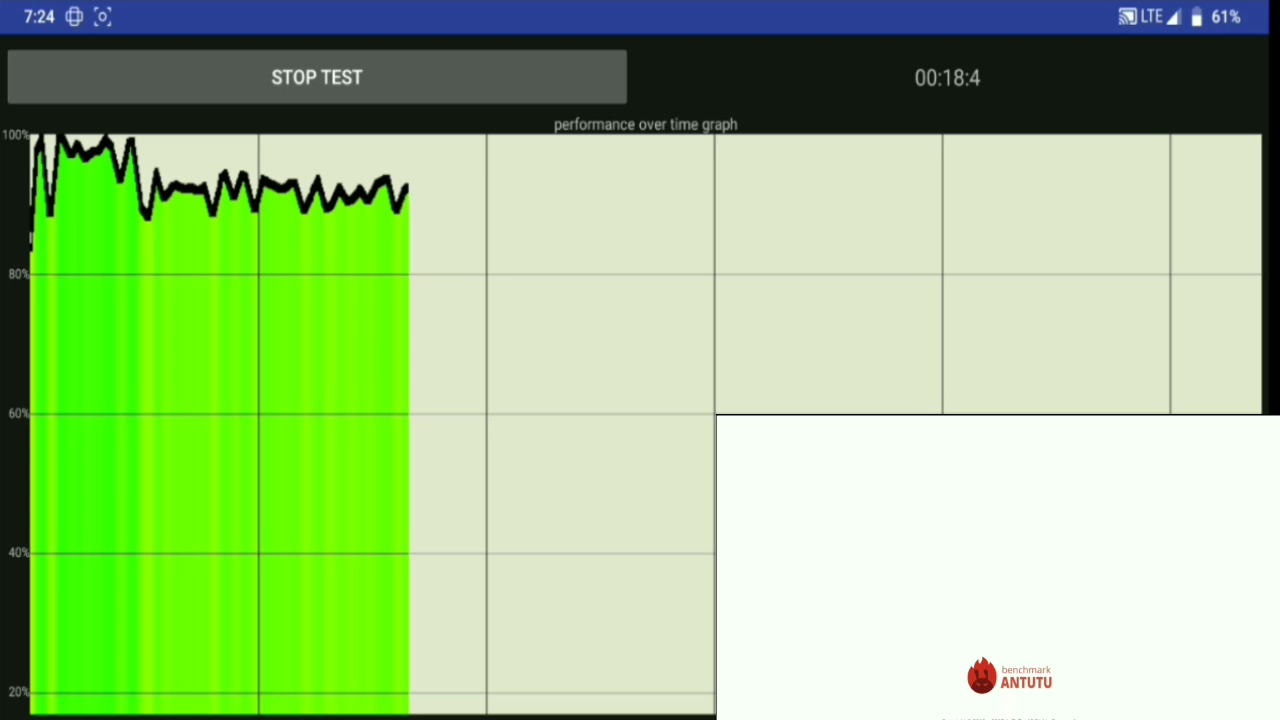 7:24 LTE 61%
STOP TEST 00:18:4
performance over time graph
100%
80%
60%
40%
20%
benchmark
ANTUTU